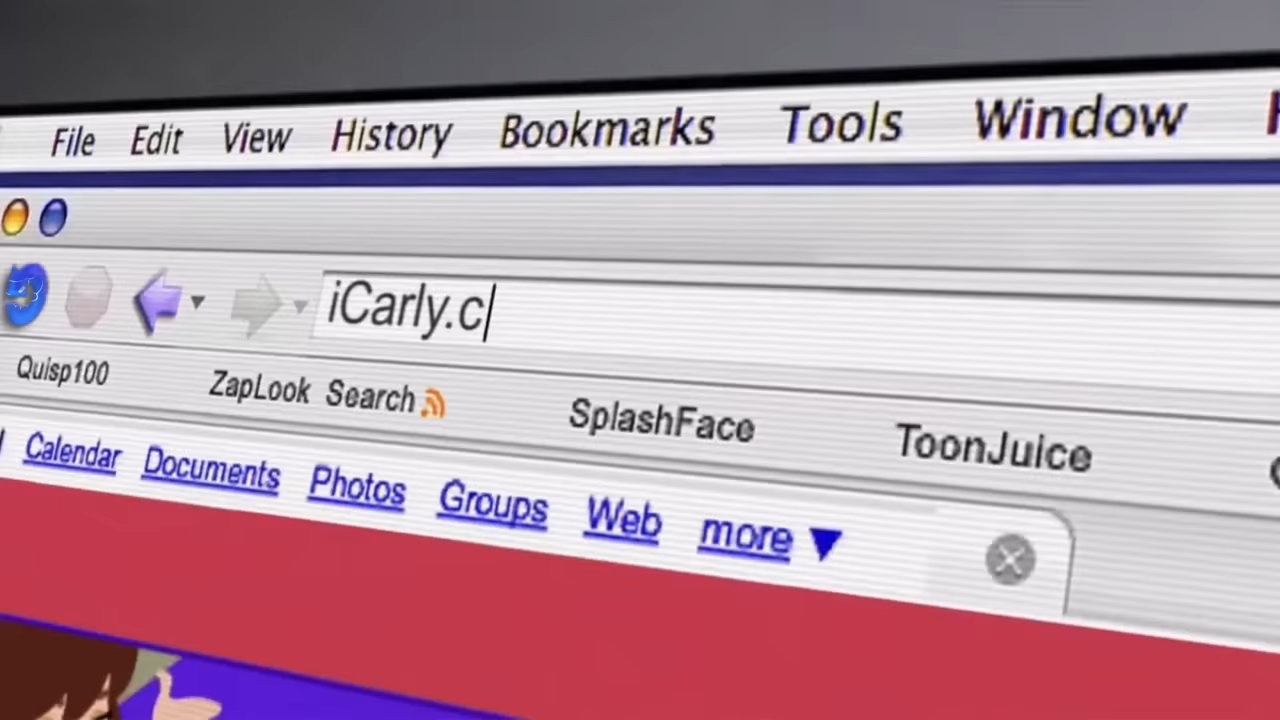 File Edit View History Bookmarks Tools Window
iCarly.c
Quisp100 ZapLook Search SplashFace ToonJuice
Calendar Documents Photos Groups Web more